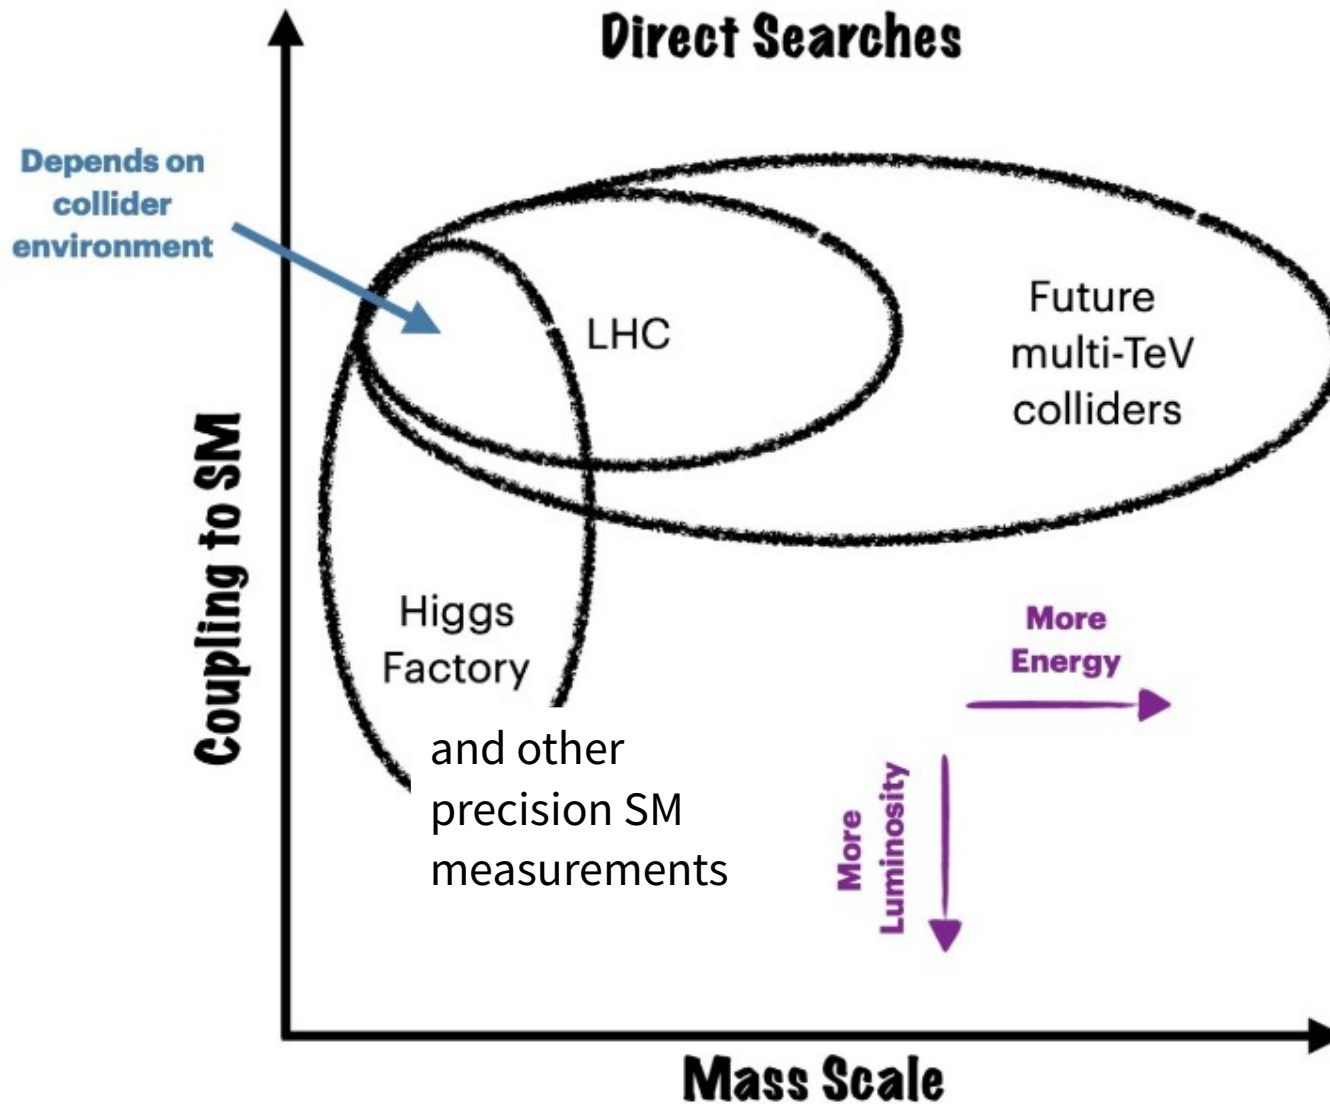 Direct Searches
Depends on
collider
environment
LHC
Future
multi-TeV
colliders
Coupling to SM
Higgs
Factory
and other
precision SM
measurements
More
Energy
More
Luminosity
Mass Scale